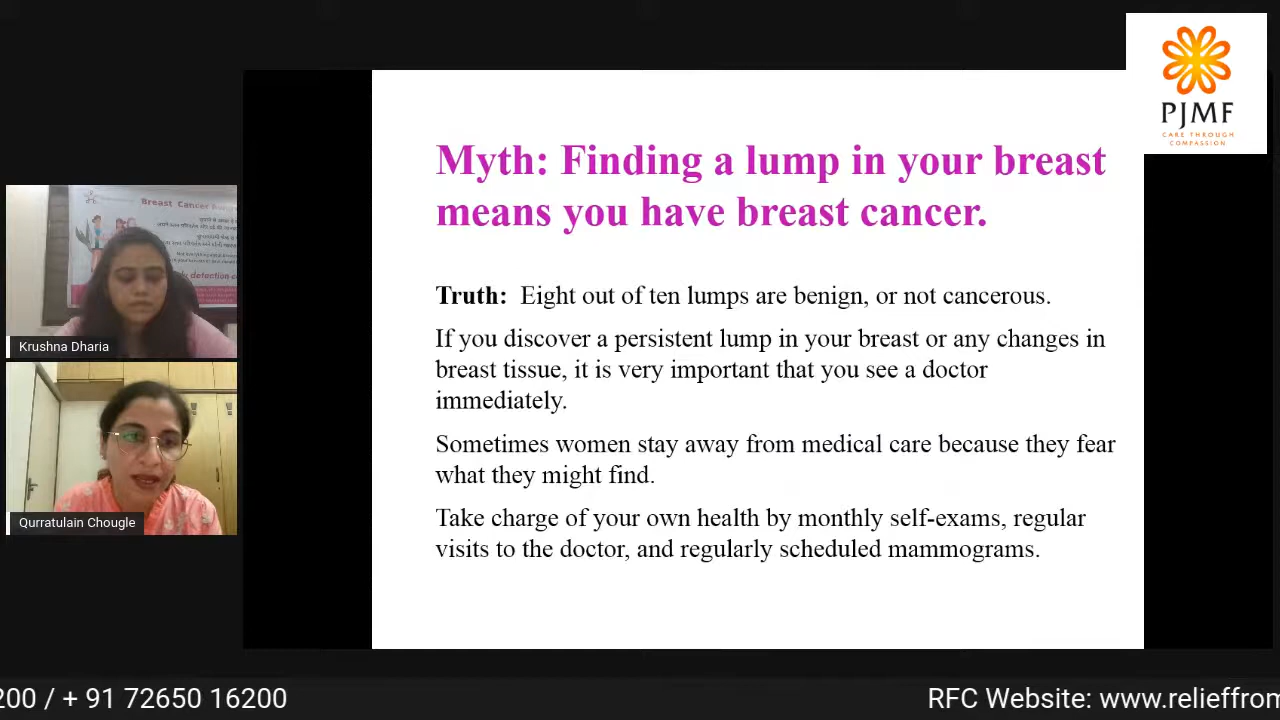 PJMF
CARE THROUGH
COMPASSION
Myth: Finding a lump in your breast
means you have breast cancer.
Truth: Eight out of ten lumps are benign, or not cancerous.
If you discover a persistent lump in your breast or any changes in
breast tissue, it is very important that you see a doctor
immediately.
Sometimes women stay away from medical care because they fear
what they might find.
Take charge of your own health by monthly self-exams, regular
visits to the doctor, and regularly scheduled mammograms.
Breast Cancer
Krushna Dharia
Qurratulain Chougle
200 / + 91 72650 16200
RFC Website: www.relieffrom